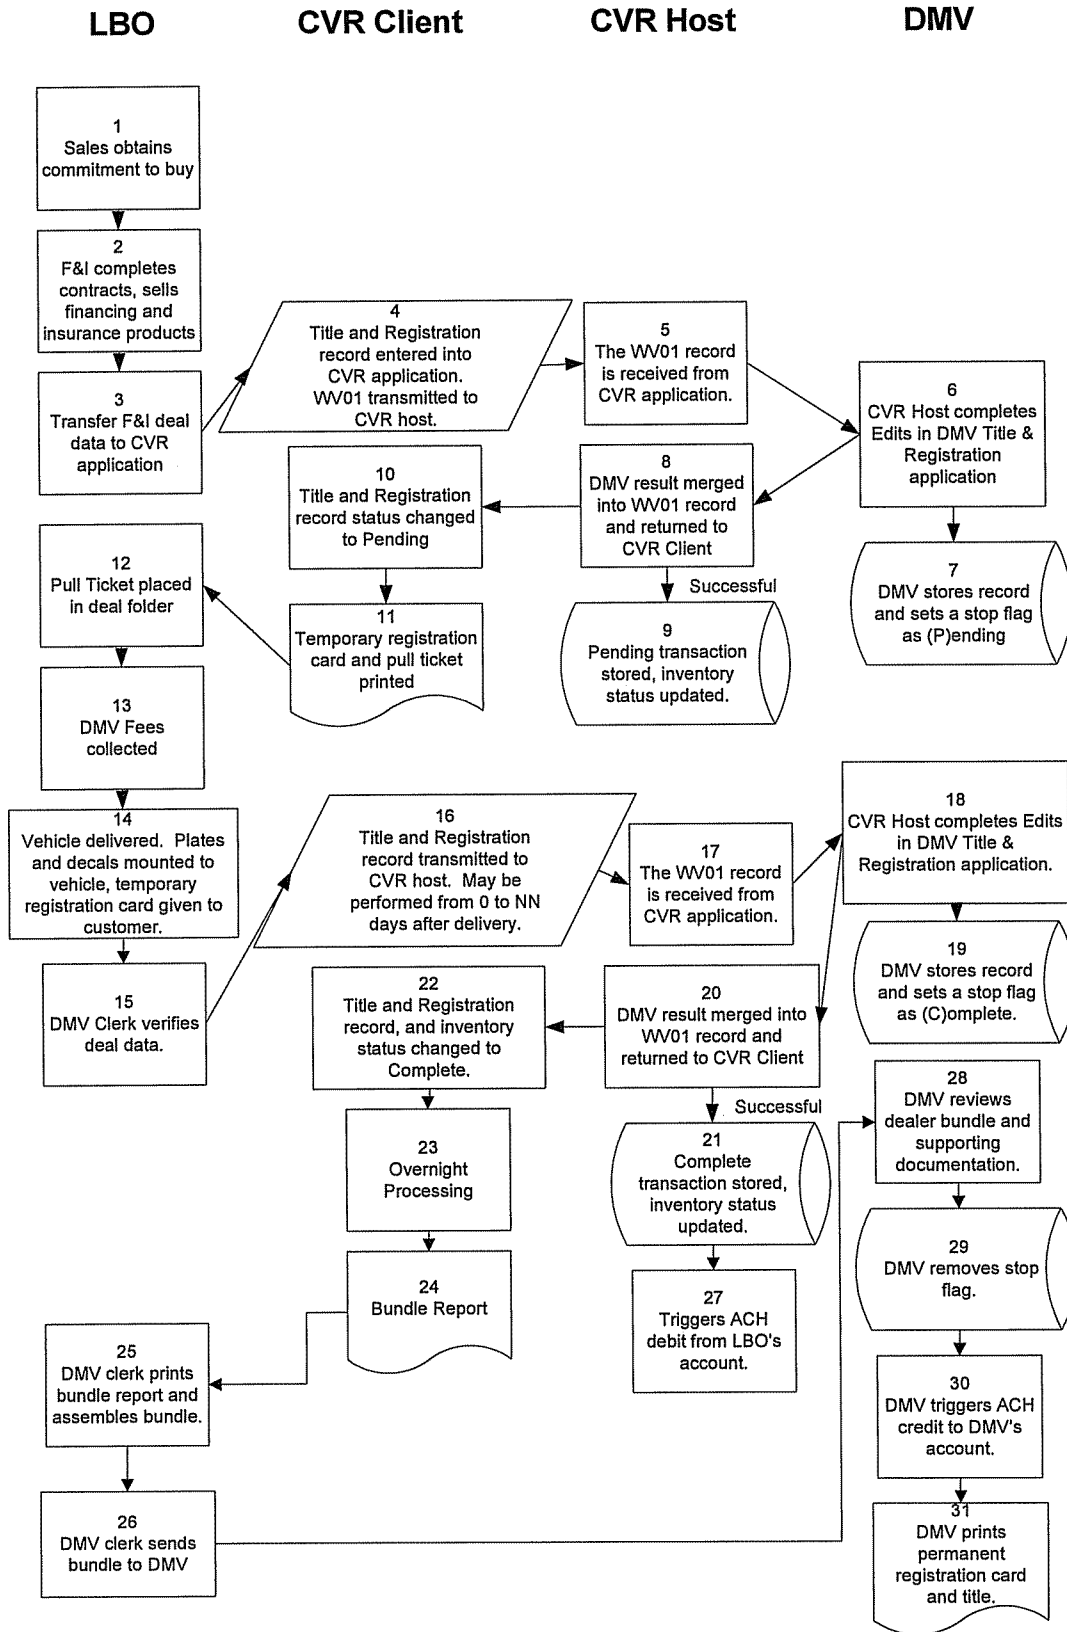 LBO
CVR Client
CVR Host
DMV
1
Sales obtains
commitment to buy
2
F&I completes
contracts, sells
financing and
insurance products
3
Transfer F&I deal
data to CVR
application
4
Title and Registration
record entered into
CVR application.
WV01 transmitted to
CVR host.
5
The WV01 record
is received from
CVR application.
6
CVR Host completes
Edits in DMV Title &
Registration
application
7
DMV stores record
and sets a stop flag
as (P)ending
8
DMV result merged
into WV01 record
and returned to
CVR Client
Successful
9
Pending transaction
stored, inventory
status updated.
10
Title and Registration
record status changed
to Pending
11
Temporary registration
card and pull ticket
printed
12
Pull Ticket placed
in deal folder
13
DMV Fees
collected
14
Vehicle delivered. Plates
and decals mounted to
vehicle, temporary
registration card given to
customer.
15
DMV Clerk verifies
deal data.
16
Title and Registration
record transmitted to
CVR host. May be
performed from 0 to NN
days after delivery.
17
The WV01 record
is received from
CVR application.
18
CVR Host completes Edits
in DMV Title &
Registration application.
19
DMV stores record
and sets a stop flag
as (C)omplete.
20
DMV result merged into
WV01 record and
returned to CVR Client
Successful
21
Complete
transaction stored,
inventory status
updated.
22
Title and Registration
record, and inventory
status changed to
Complete.
23
Overnight
Processing
24
Bundle Report
25
DMV clerk prints
bundle report and
assembles bundle.
26
DMV clerk sends
bundle to DMV
27
Triggers ACH
debit from LBO's
account.
28
DMV reviews
dealer bundle and
supporting
documentation.
29
DMV removes stop
flag.
30
DMV triggers ACH
credit to DMV's
account.
31
DMV prints
permanent
registration card
and title.